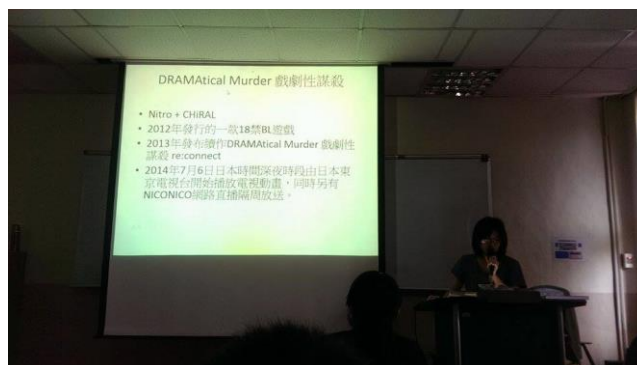 DRAMAtical Murder 戲劇性謀殺
• Nitro + CHiRAL
• 2012年發行的一款18禁BL遊戲
• 2013年發布續作DRAMAtical Murder 戲劇性
謀殺 re:connect
• 2014年7月6日日本時間深夜時段由日本東
京電視台開始播放電視動畫，同時另有
NICONICO網路直播隔周放送。